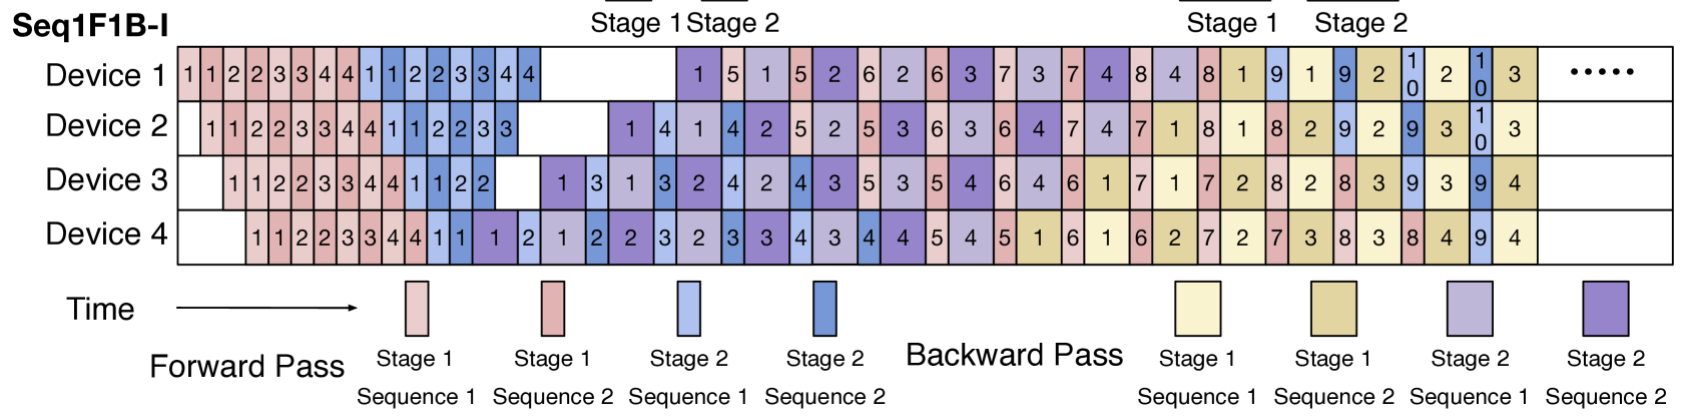 Stage 1 Stage 2 Stage 1 Stage 2
Seq1F1B-I
Device 1 1 1 2 2 3 3 4 4 1 1 2 2 3 3 4 4 1 5 1 5 2 6 2 6 3 7 3 7 4 8 4 8 1 9 1 9 2 10 2 10 3 •••••
Device 2 1 1 2 2 3 3 4 4 1 1 2 2 3 3 1 4 1 4 2 5 2 5 3 6 3 6 4 7 4 7 1 8 1 8 2 9 2 9 3 10 3
Device 3 1 1 2 2 3 3 4 4 1 1 2 2 1 3 1 3 2 4 2 4 3 5 3 5 4 6 4 6 1 7 1 7 2 8 2 8 3 9 3 9 4
Device 4 1 1 2 2 3 3 4 4 1 1 1 2 1 2 2 3 2 3 3 4 3 4 4 5 4 5 1 6 1 6 2 7 2 7 3 8 3 8 4 9 4
Time
Forward Pass
Stage 1 Stage 1 Stage 2 Stage 2
Sequence 1 Sequence 2 Sequence 1 Sequence 2
Backward Pass
Stage 1 Stage 1 Stage 2 Stage 2
Sequence 1 Sequence 2 Sequence 1 Sequence 2